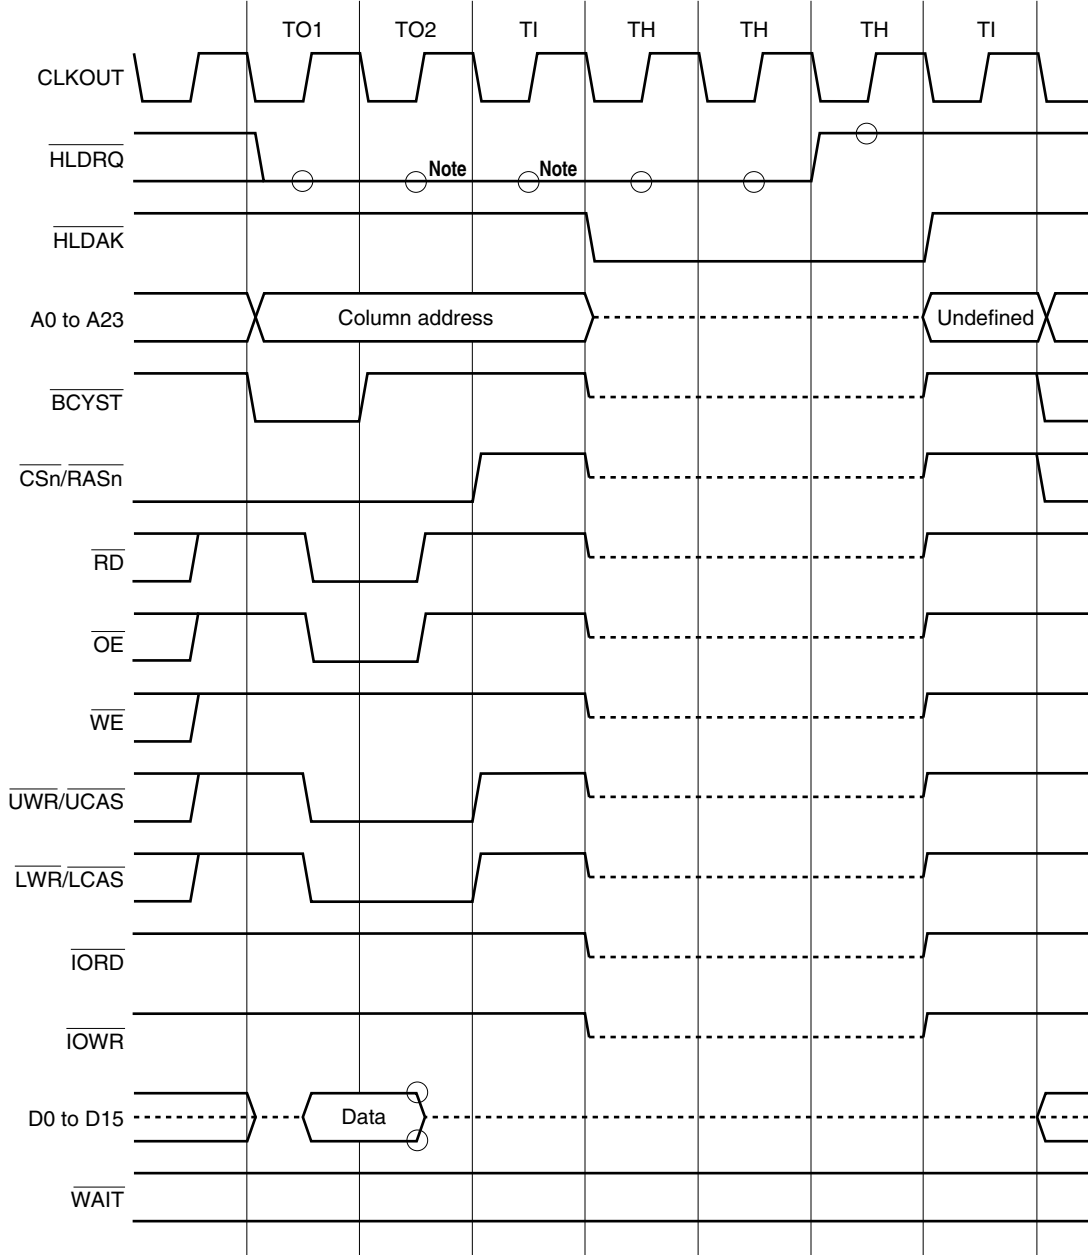 TO1 TO2 TI TH TH TH TI
CLKOUT
HLDRQ
Note Note
HLDAK
A0 to A23 Column address Undefined
BCYST
CSn/RASn
RD
OE
WE
UWR/UCAS
LWR/LCAS
IORD
IOWR
D0 to D15 Data
WAIT